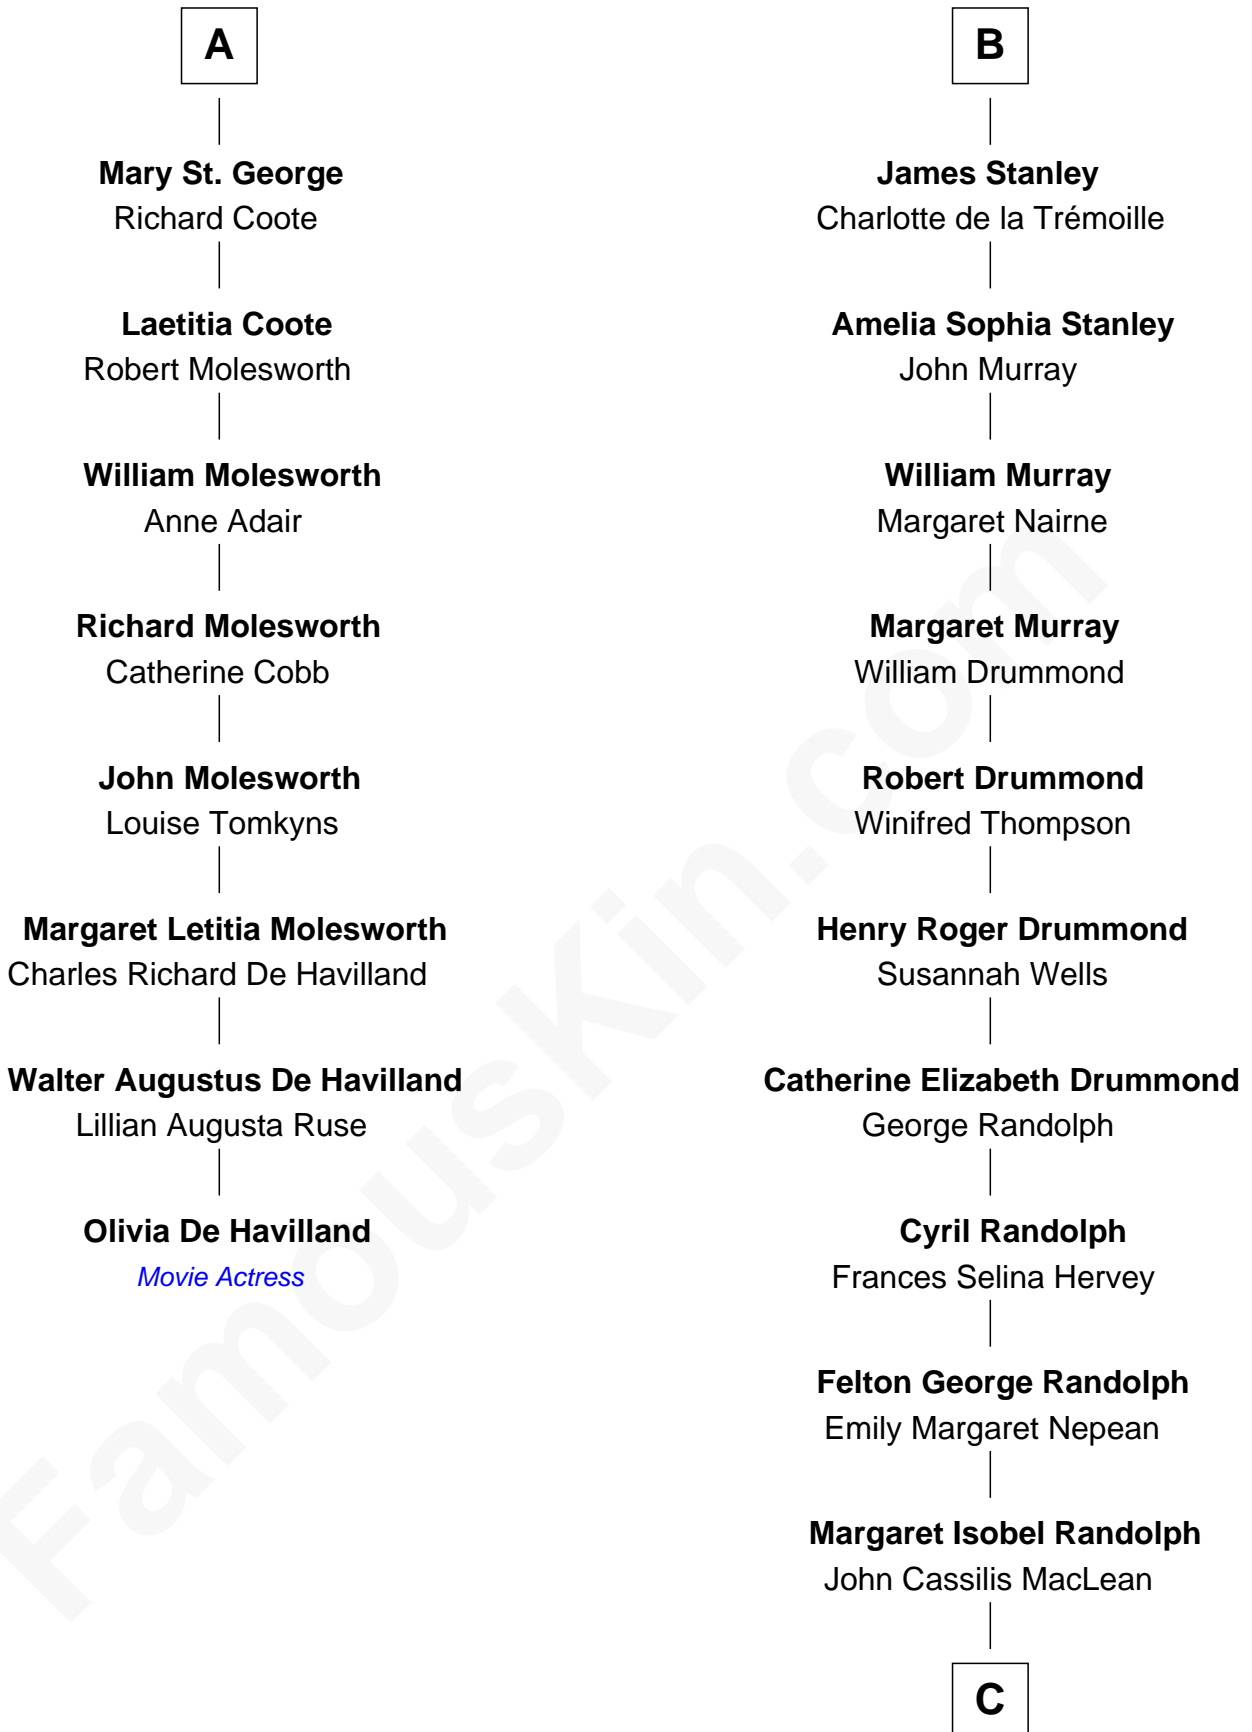 A
Mary St. George
Richard Coote
Laetitia Coote
Robert Molesworth
William Molesworth
Anne Adair
Richard Molesworth
Catherine Cobb
John Molesworth
Louise Tomkyns
Margaret Letitia Molesworth
Charles Richard De Havilland
Walter Augustus De Havilland
Lillian Augusta Ruse
Olivia De Havilland
Movie Actress
B
James Stanley
Charlotte de la Trémoille
Amelia Sophia Stanley
John Murray
William Murray
Margaret Nairne
Margaret Murray
William Drummond
Robert Drummond
Winifred Thompson
Henry Roger Drummond
Susannah Wells
Catherine Elizabeth Drummond
George Randolph
Cyril Randolph
Frances Selina Hervey
Felton George Randolph
Emily Margaret Nepean
Margaret Isobel Randolph
John Cassilis MacLean
C
FamousKin.com